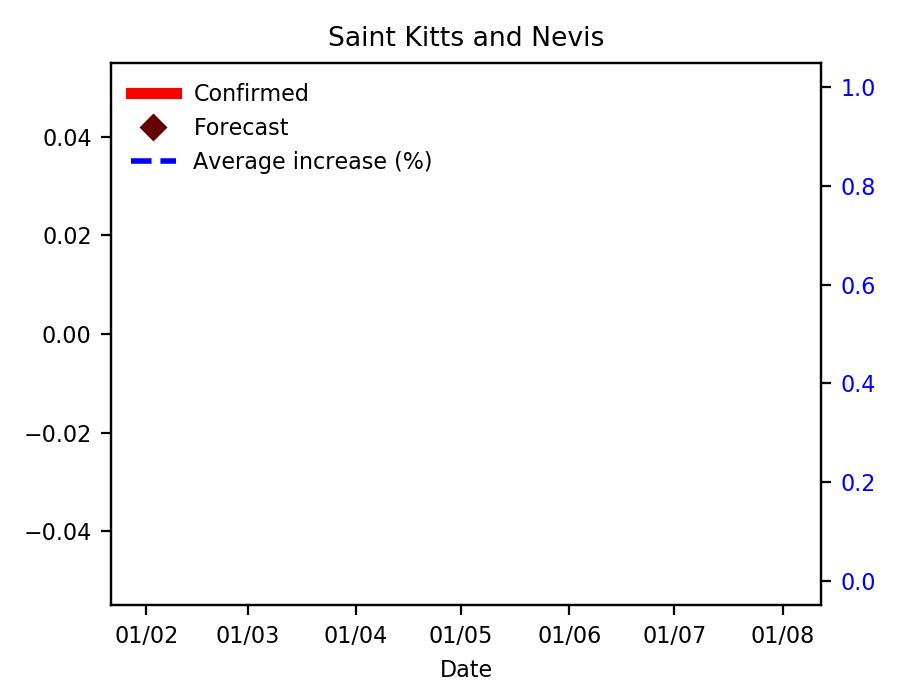 Saint Kitts and Nevis
Confirmed
Forecast
Average increase (%)
0.04
0.02
0.00
−0.02
−0.04
1.0
0.8
0.6
0.4
0.2
0.0
01/02 01/03 01/04 01/05 01/06 01/07 01/08
Date